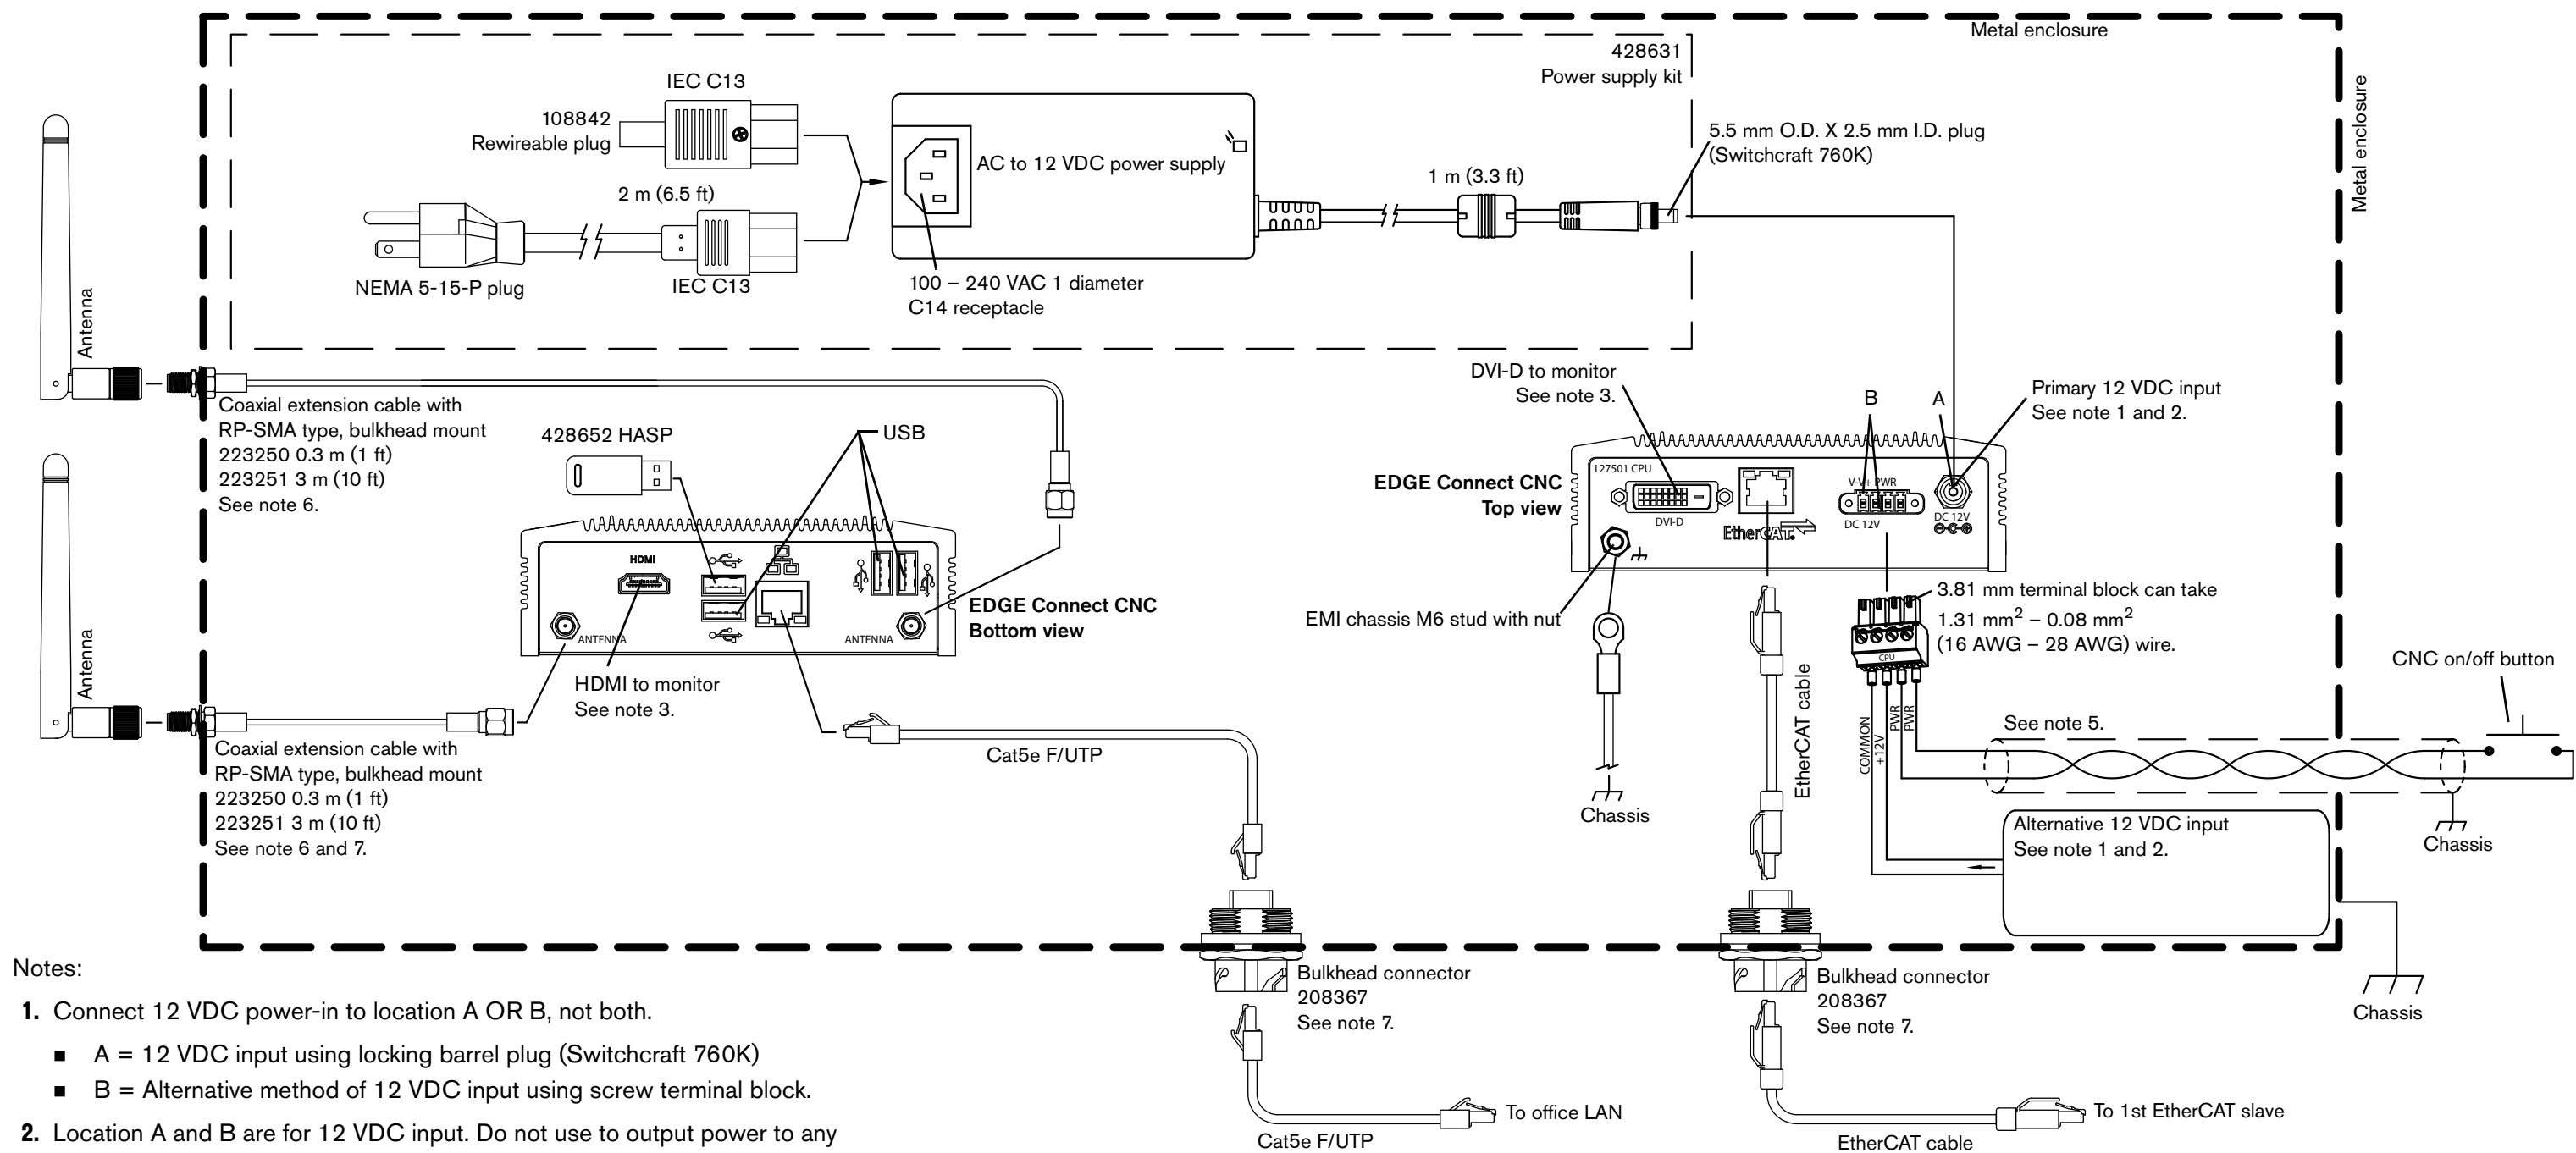 Metal enclosure
Metal enclosure
428631
Power supply kit
IEC C13
108842
Rewireable plug
2 m (6.5 ft)
NEMA 5-15-P plug
IEC C13
AC to 12 VDC power supply
100 – 240 VAC 1 diameter
C14 receptacle
1 m (3.3 ft)
5.5 mm O.D. X 2.5 mm I.D. plug
(Switchcraft 760K)
Antenna
Coaxial extension cable with
RP-SMA type, bulkhead mount
223250 0.3 m (1 ft)
223251 3 m (10 ft)
See note 6.
428652 HASP
USB
HDMI
ANTENNA
ANTENNA
EDGE Connect CNC
Bottom view
HDMI to monitor
See note 3.
Antenna
Coaxial extension cable with
RP-SMA type, bulkhead mount
223250 0.3 m (1 ft)
223251 3 m (10 ft)
See note 6 and 7.
Cat5e F/UTP
DVI-D to monitor
See note 3.
B
A
Primary 12 VDC input
See note 1 and 2.
EDGE Connect CNC
Top view
127501 CPU
DVI-D
EtherCAT
V-V+ PWR
DC 12V
DC 12V
EMI chassis M6 stud with nut
Chassis
EtherCAT cable
3.81 mm terminal block can take
1.31 mm² – 0.08 mm²
(16 AWG – 28 AWG) wire.
CPU
COMMON
+12V
PWR
PWR
See note 5.
CNC on/off button
Chassis
Alternative 12 VDC input
See note 1 and 2.
Chassis
Bulkhead connector
208367
See note 7.
Cat5e F/UTP
To office LAN
Bulkhead connector
208367
See note 7.
EtherCAT cable
To 1st EtherCAT slave
Notes:
1. Connect 12 VDC power-in to location A OR B, not both.
■ A = 12 VDC input using locking barrel plug (Switchcraft 760K)
■ B = Alternative method of 12 VDC input using screw terminal block.
2. Location A and B are for 12 VDC input. Do not use to output power to any